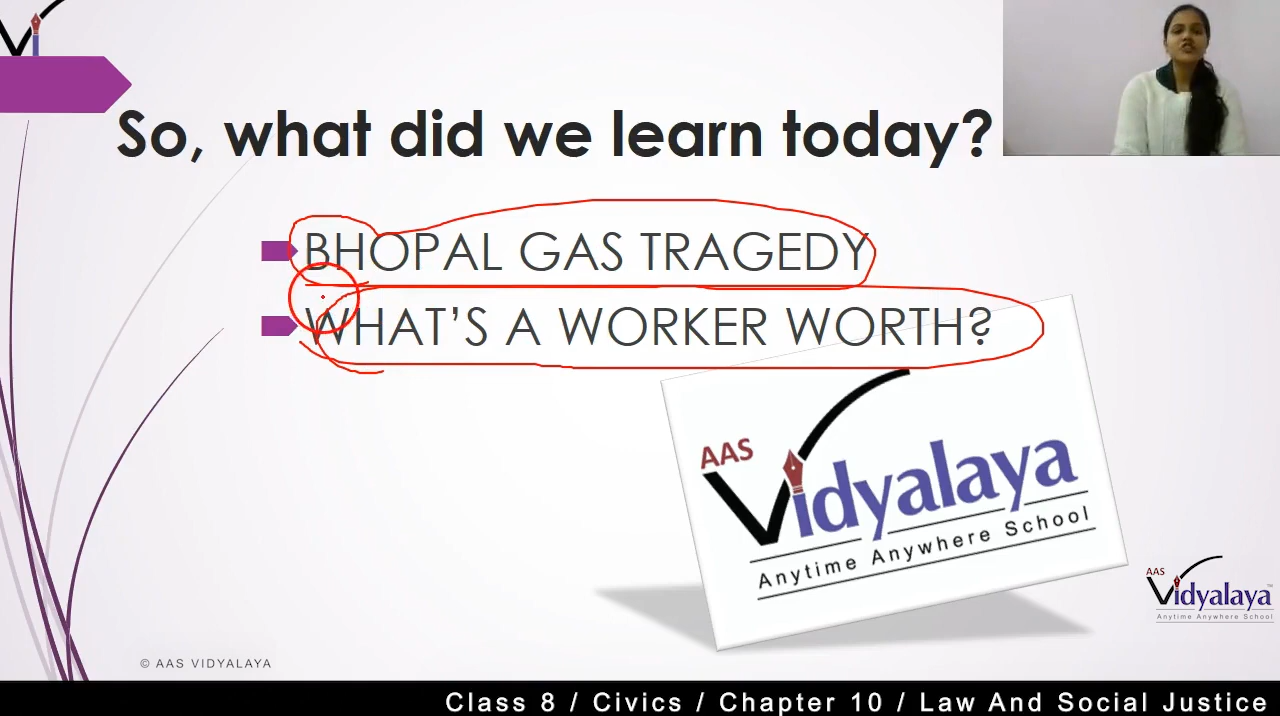 So, what did we learn today?
BHOPAL GAS TRAGEDY
WHAT'S A WORKER WORTH?
AAS
Vidyalaya
Anytime Anywhere School
AAS
Vidyalaya
Anytime Anywhere School
© AAS VIDYALAYA
Class 8 / Civics / Chapter 10 / Law And Social Justice